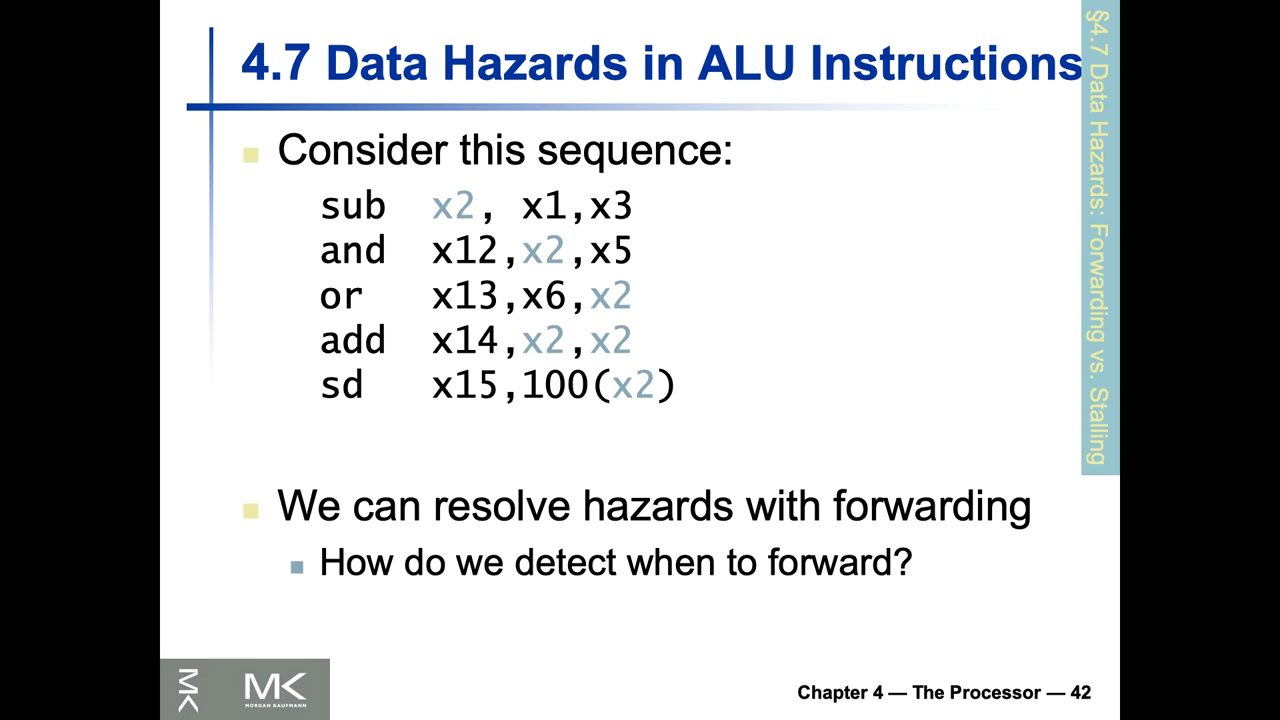 4.7 Data Hazards in ALU Instructions
§4.7 Data Hazards: Forwarding vs. Stalling
Consider this sequence:
sub x2, x1,x3
and x12,x2,x5
or x13,x6,x2
add x14,x2,x2
sd x15,100(x2)
We can resolve hazards with forwarding
How do we detect when to forward?
MK
MK
MORGAN KAUFMANN
Chapter 4 — The Processor — 42